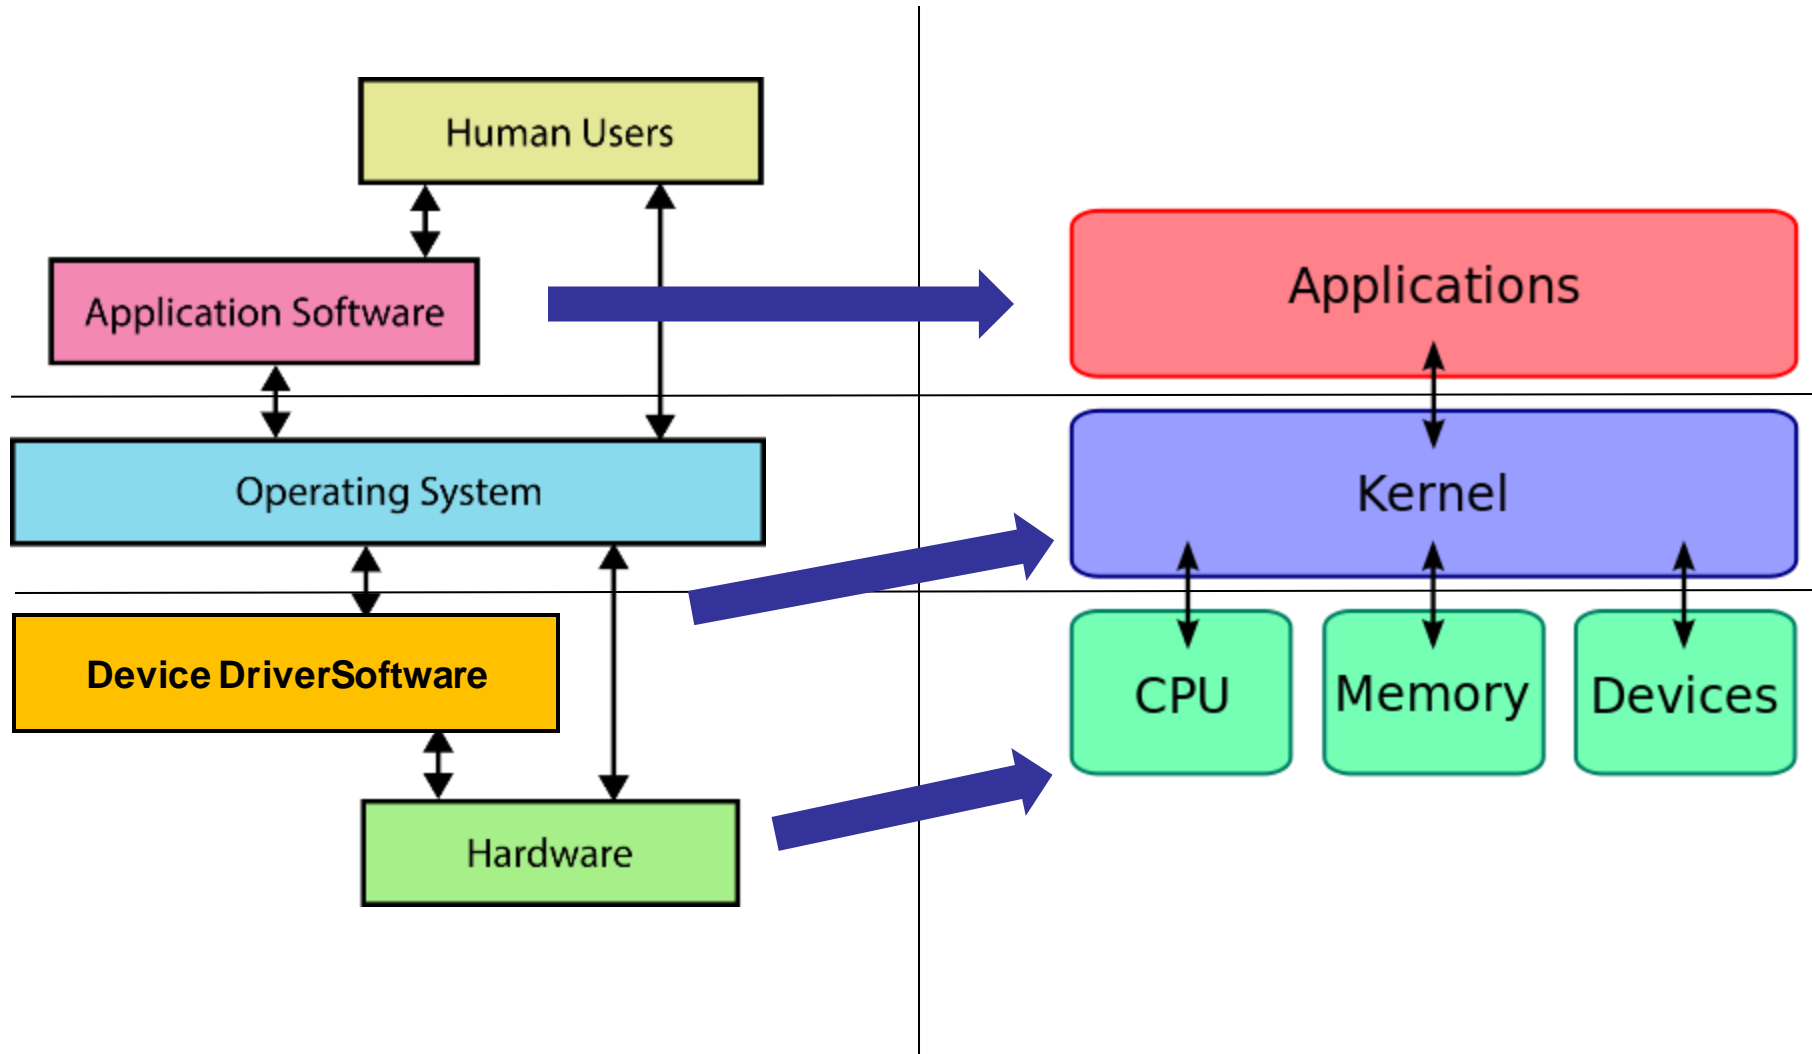 Human Users
Application Software
Operating System
Device DriverSoftware
Hardware
Applications
Kernel
CPU
Memory
Devices